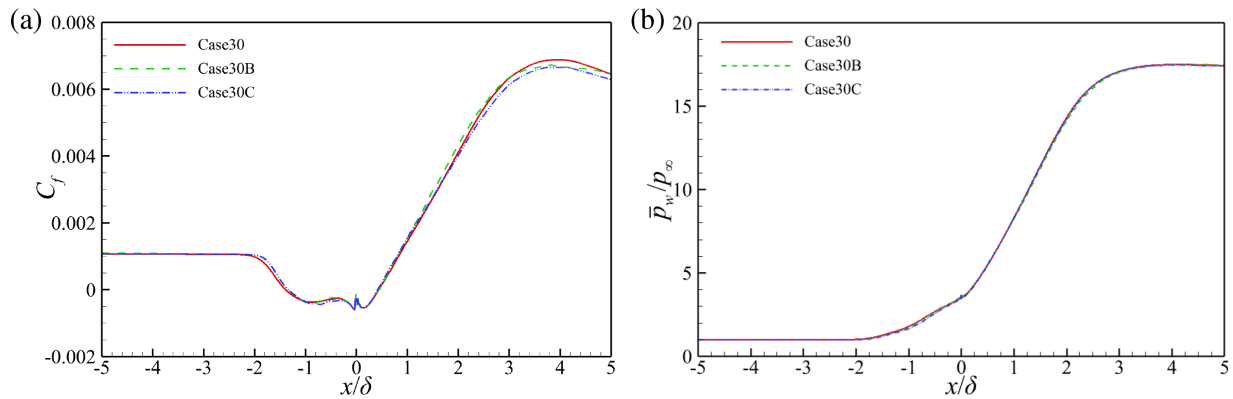 (a)
0.008
0.006
0.004
0.002
0
-0.002
C_f
Case30
Case30B
Case30C
-5 -4 -3 -2 -1 0 1 2 3 4 5
x/δ
(b)
20
15
10
5
0
p̄_w/p_∞
Case30
Case30B
Case30C
-5 -4 -3 -2 -1 0 1 2 3 4 5
x/δ